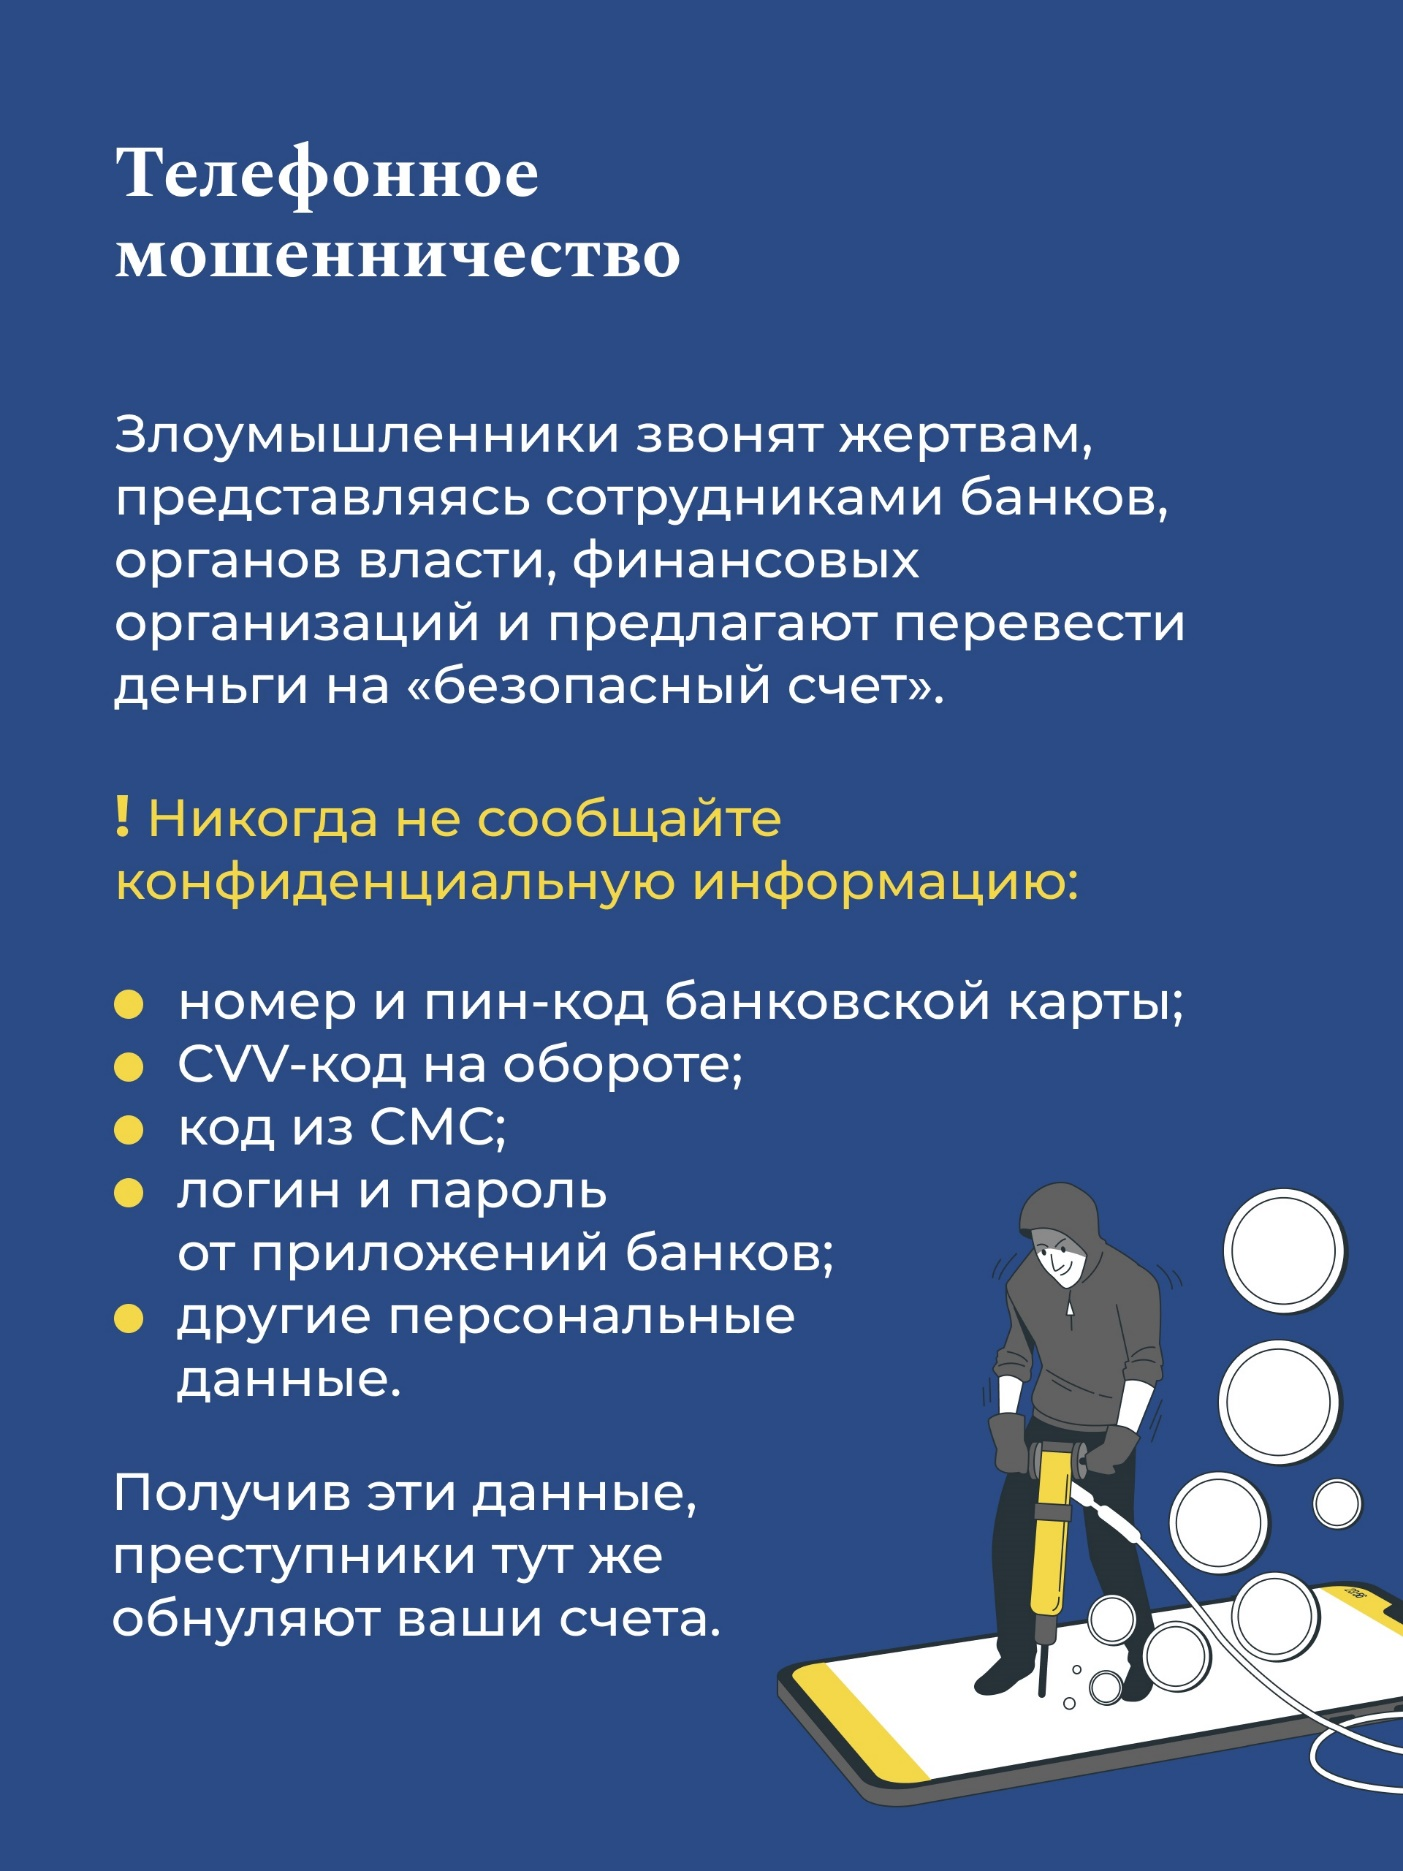 Телефонное
мошенничество
Злоумышленники звонят жертвам,
представляясь сотрудниками банков,
органов власти, финансовых
организаций и предлагают перевести
деньги на «безопасный счет».
! Никогда не сообщайте
конфиденциальную информацию:
● номер и пин-код банковской карты;
● CVV-код на обороте;
● код из СМС;
● логин и пароль
от приложений банков;
● другие персональные
данные.
Получив эти данные,
преступники тут же
обнуляют ваши счета.